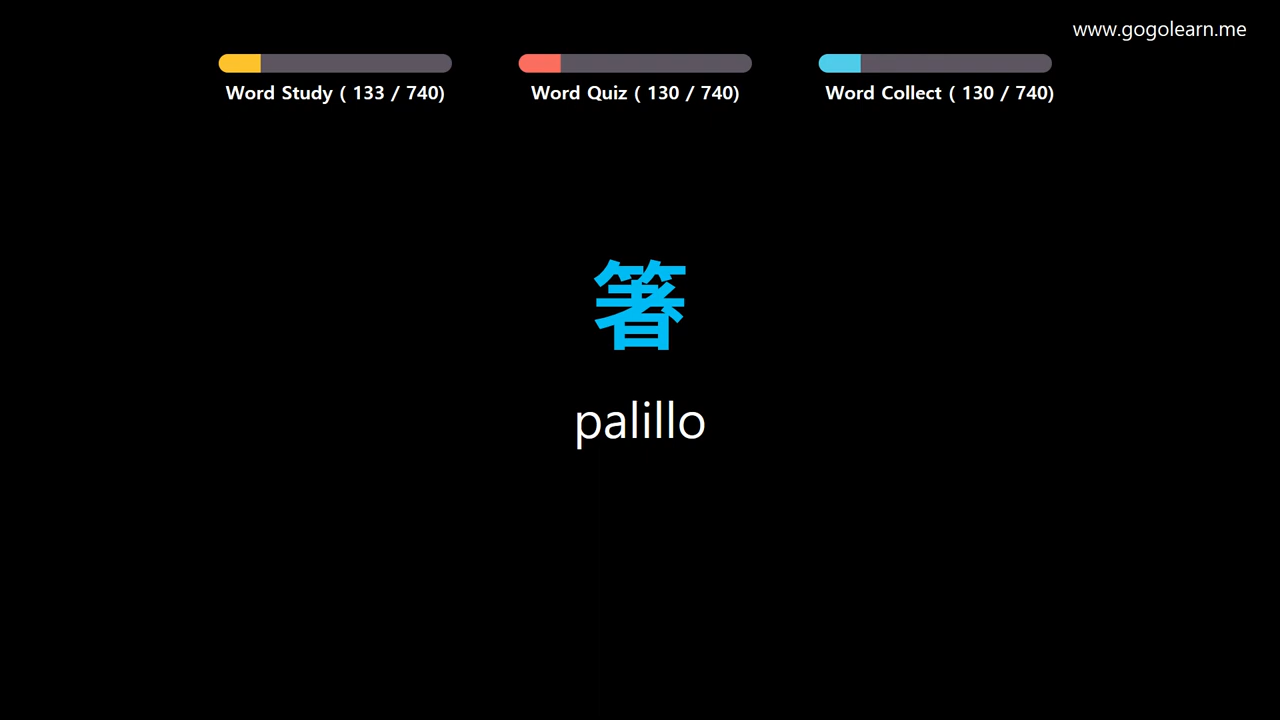 www.gogolearn.me
Word Study ( 133 / 740)
Word Quiz ( 130 / 740)
Word Collect ( 130 / 740)
箸
palillo